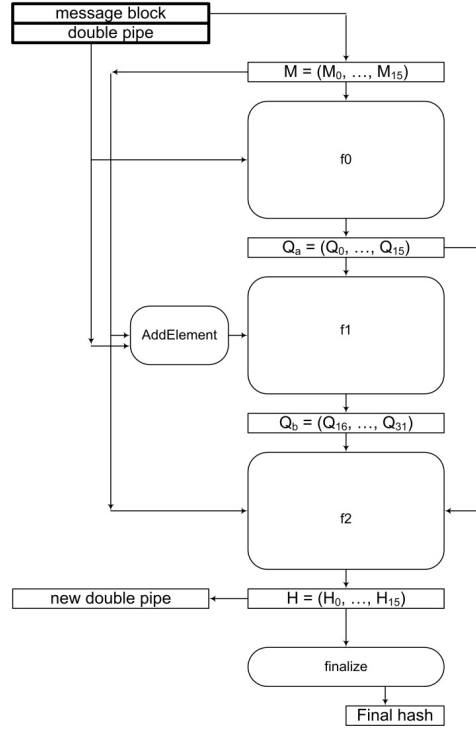 message block
double pipe
M = (M₀, ..., M₁₅)
f0
Qₐ = (Q₀, ..., Q₁₅)
AddElement
f1
Q_b = (Q₁₆, ..., Q₃₁)
f2
new double pipe
H = (H₀, ..., H₁₅)
finalize
Final hash